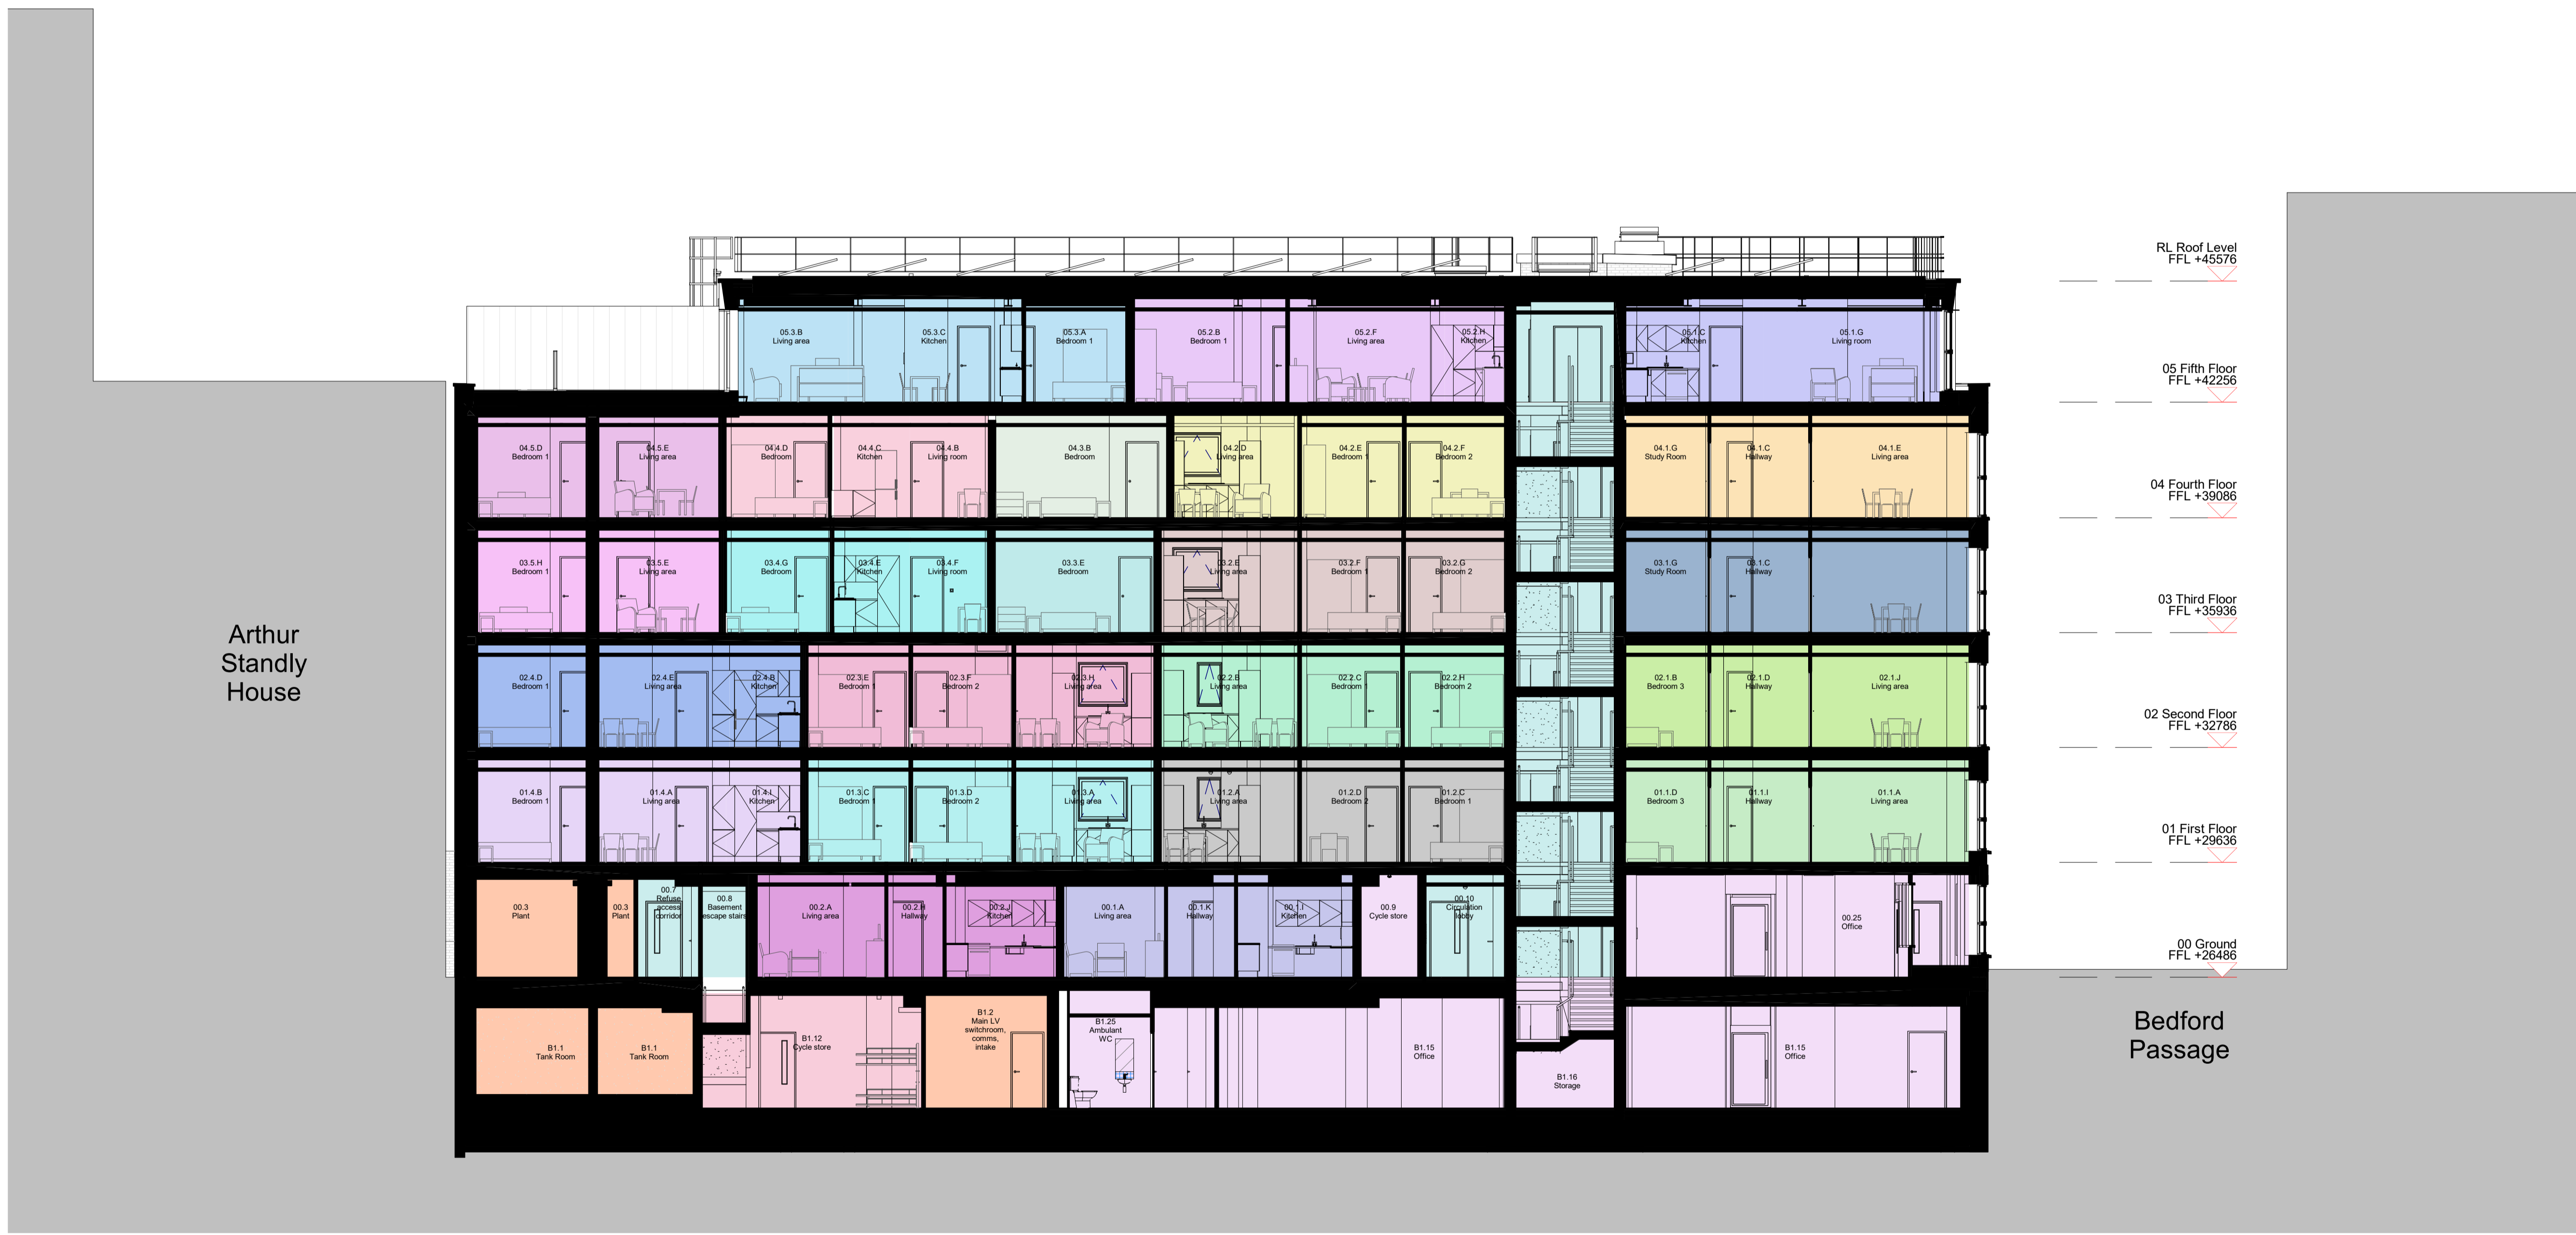 RL Roof Level
FFL +45576
05.3.B
Living area
05.3.C
Kitchen
05.3.A
Bedroom 1
05.2.B
Bedroom 1
05.2.F
Living area
05.2.H
Kitchen
05.1.C
Kitchen
05.1.G
Living room
05 Fifth Floor
FFL +42256
04.5.D
Bedroom 1
04.5.E
Living area
04.4.D
Bedroom
04.4.C
Kitchen
04.4.B
Living room
04.3.B
Bedroom
04.2.D
Living area
04.2.E
Bedroom 1
04.2.F
Bedroom 2
04.1.G
Study Room
04.1.C
Hallway
04.1.E
Living area
04 Fourth Floor
FFL +39086
03.5.H
Bedroom 1
03.5.E
Living area
03.4.G
Bedroom
03.4.E
Kitchen
03.4.F
Living room
03.3.E
Bedroom
03.2.E
Living area
03.2.F
Bedroom 1
03.2.G
Bedroom 2
03.1.G
Study Room
03.1.C
Hallway
03 Third Floor
FFL +35936
Arthur
Standly
House
02.4.D
Bedroom 1
02.4.E
Living area
02.4.B
Kitchen
02.3.E
Bedroom 1
02.3.F
Bedroom 2
02.3.H
Living area
02.2.B
Living area
02.2.C
Bedroom 1
02.2.H
Bedroom 2
02.1.B
Bedroom 3
02.1.D
Hallway
02.1.J
Living area
02 Second Floor
FFL +32786
01.4.B
Bedroom 1
01.4.A
Living area
01.4.I
Kitchen
01.3.C
Bedroom 1
01.3.D
Bedroom 2
01.3.A
Living area
01.2.A
Living area
01.2.D
Bedroom 2
01.2.C
Bedroom 1
01.1.D
Bedroom 3
01.1.I
Hallway
01.1.A
Living area
01 First Floor
FFL +29636
00.3
Plant
00.3
Plant
00.7
Refuse
access
corridor
00.8
Basement
escape stairs
00.2.A
Living area
00.2.H
Hallway
00.2.J
Kitchen
00.1.A
Living area
00.1.K
Hallway
00.1.I
Kitchen
00.9
Cycle store
00.10
Circulation
lobby
00.25
Office
00 Ground
FFL +26486
B1.1
Tank Room
B1.1
Tank Room
B1.12
Cycle store
B1.2
Main LV
switchroom,
comms,
intake
B1.25
Ambulant
WC
B1.15
Office
B1.16
Storage
B1.15
Office
Bedford
Passage